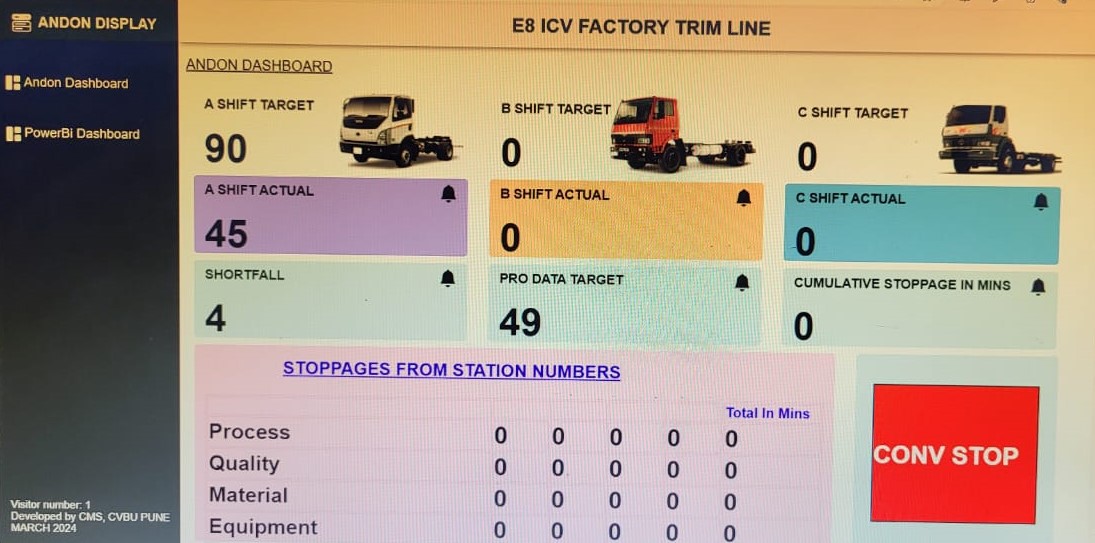 ANDON DISPLAY
Andon Dashboard
PowerBi Dashboard
Visitor number: 1
Developed by CMS, CVBU PUNE
MARCH 2024
E8 ICV FACTORY TRIM LINE
ANDON DASHBOARD
A SHIFT TARGET
90
B SHIFT TARGET
0
C SHIFT TARGET
0
A SHIFT ACTUAL
45
B SHIFT ACTUAL
0
C SHIFT ACTUAL
0
SHORTFALL
4
PRO DATA TARGET
49
CUMULATIVE STOPPAGE IN MINS
0
STOPPAGES FROM STATION NUMBERS
Total In Mins
Process 0 0 0 0 0
Quality 0 0 0 0 0
Material 0 0 0 0 0
Equipment 0 0 0 0 0
CONV STOP